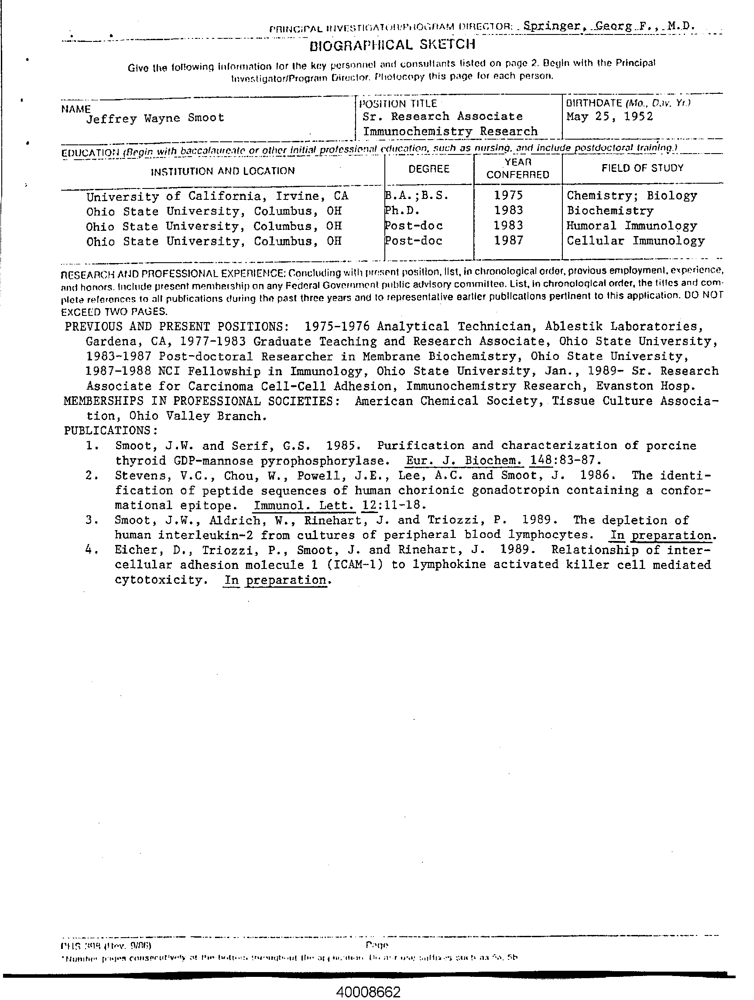 PRINCIPAL INVESTIGATOR/PROGRAM DIRECTOR: Springer, Georg F., M.D.
BIOGRAPHICAL SKETCH
Give the following information for the key personnel and consultants listed on page 2. Begin with the Principal
Investigator/Program Director. Photocopy this page for each person.
NAME POSITION TITLE BIRTHDATE (Mo., Day, Yr.)
Jeffrey Wayne Smoot Sr. Research Associate May 25, 1952
Immunochemistry Research
EDUCATION (Begin with baccalaureate or other initial professional education, such as nursing, and include postdoctoral training.)
INSTITUTION AND LOCATION DEGREE YEAR CONFERRED FIELD OF STUDY
University of California, Irvine, CA B.A.;B.S. 1975 Chemistry; Biology
Ohio State University, Columbus, OH Ph.D. 1983 Biochemistry
Ohio State University, Columbus, OH Post-doc 1983 Humoral Immunology
Ohio State University, Columbus, OH Post-doc 1987 Cellular Immunology
RESEARCH AND PROFESSIONAL EXPERIENCE: Concluding with present position, list, in chronological order, previous employment, experience,
and honors. Include present membership on any Federal Government public advisory committee. List, in chronological order, the titles and com-
plete references to all publications during the past three years and to representative earlier publications pertinent to this application. DO NOT
EXCEED TWO PAGES.
PREVIOUS AND PRESENT POSITIONS: 1975-1976 Analytical Technician, Ablestik Laboratories,
Gardena, CA, 1977-1983 Graduate Teaching and Research Associate, Ohio State University,
1983-1987 Post-doctoral Researcher in Membrane Biochemistry, Ohio State University,
1987-1988 NCI Fellowship in Immunology, Ohio State University, Jan., 1989- Sr. Research
Associate for Carcinoma Cell-Cell Adhesion, Immunochemistry Research, Evanston Hosp.
MEMBERSHIPS IN PROFESSIONAL SOCIETIES: American Chemical Society, Tissue Culture Associa-
tion, Ohio Valley Branch.
PUBLICATIONS:
1. Smoot, J.W. and Serif, G.S. 1985. Purification and characterization of porcine
thyroid GDP-mannose pyrophosphorylase. Eur. J. Biochem. 148:83-87.
2. Stevens, V.C., Chou, W., Powell, J.E., Lee, A.C. and Smoot, J. 1986. The identi-
fication of peptide sequences of human chorionic gonadotropin containing a confor-
mational epitope. Immunol. Lett. 12:11-18.
3. Smoot, J.W., Aldrich, W., Rinehart, J. and Triozzi, P. 1989. The depletion of
human interleukin-2 from cultures of peripheral blood lymphocytes. In preparation.
4. Eicher, D., Triozzi, P., Smoot, J. and Rinehart, J. 1989. Relationship of inter-
cellular adhesion molecule 1 (ICAM-1) to lymphokine activated killer cell mediated
cytotoxicity. In preparation.
PHS 398 (Rev. 9/86) Page
*Number pages consecutively at the bottom throughout the application. Do not use suffixes such as 5a, 5b
40008662